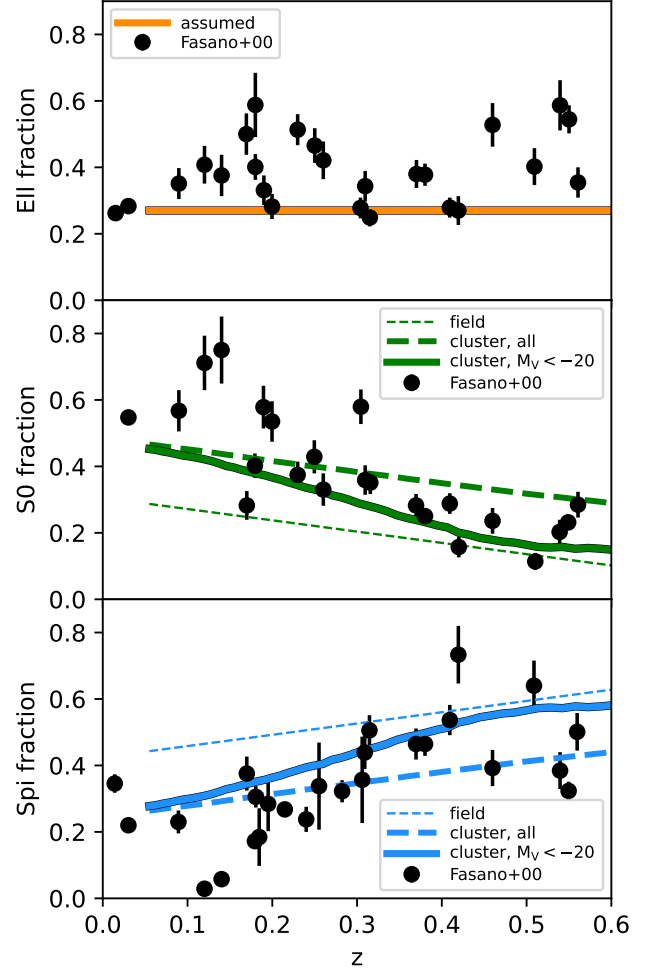 assumed
Fasano+00
0.8
0.6
0.4
0.2
0.0
Ell fraction
field
cluster, all
cluster, M_V < −20
Fasano+00
0.8
0.6
0.4
0.2
0.0
S0 fraction
0.8
0.6
0.4
0.2
0.0
Spi fraction
field
cluster, all
cluster, M_V < −20
Fasano+00
0.0 0.1 0.2 0.3 0.4 0.5 0.6
z